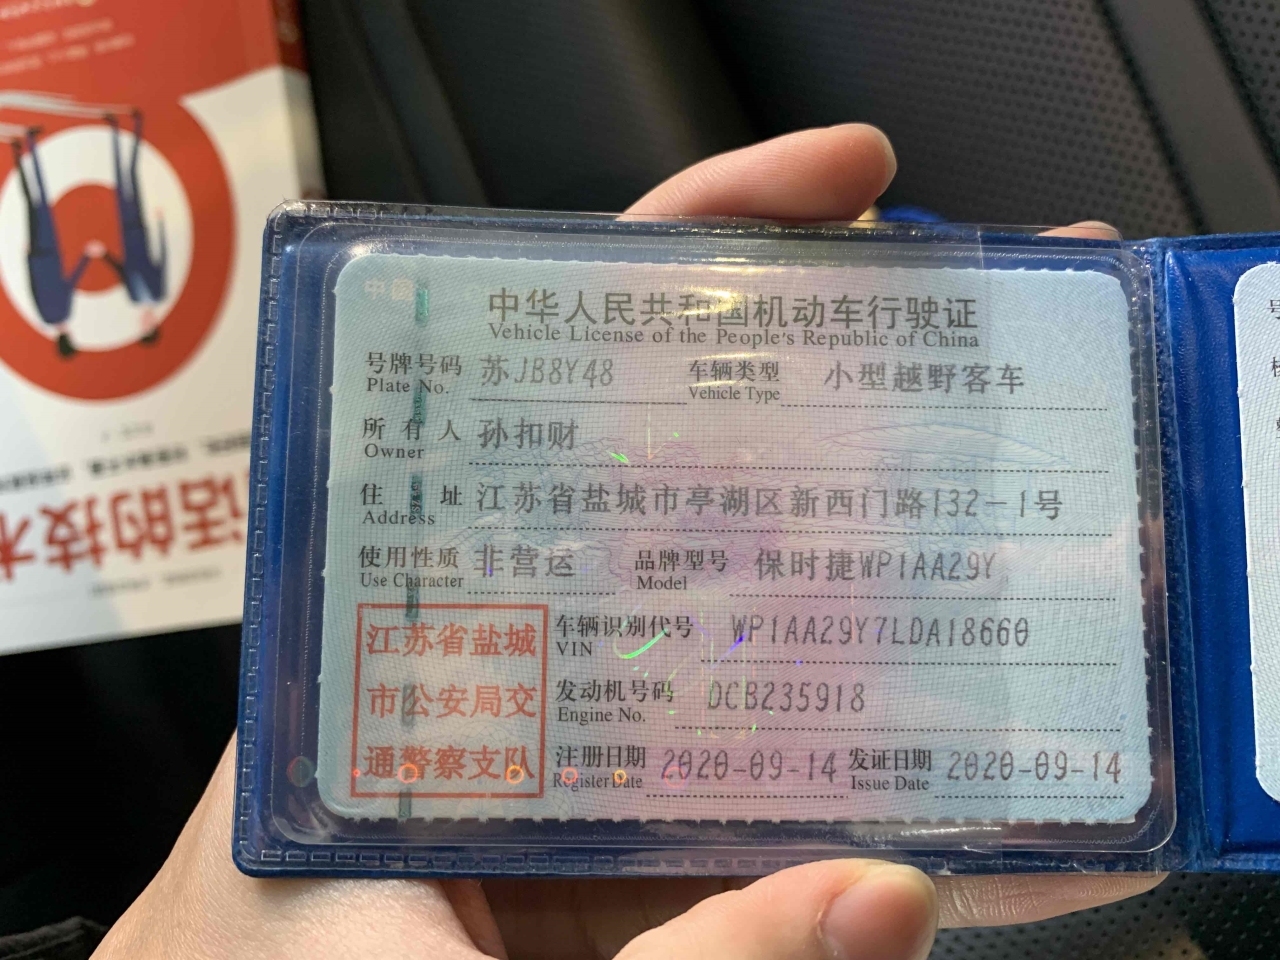 中国
中华人民共和国机动车行驶证
Vehicle License of the People's Republic of China
号牌号码 苏JB8Y48 车辆类型 小型越野客车
Plate No. Vehicle Type
所有人 孙扣财
Owner
住址 江苏省盐城市亭湖区新西门路132-1号
Address
使用性质 非营运 品牌型号 保时捷WP1AA29Y
Use Character Model
江苏省盐城
市公安局交
通警察支队
车辆识别代号 WP1AA29Y7LDA18660
VIN
发动机号码 DCB235918
Engine No.
注册日期 2020-09-14 发证日期 2020-09-14
Register Date Issue Date
号
话的技